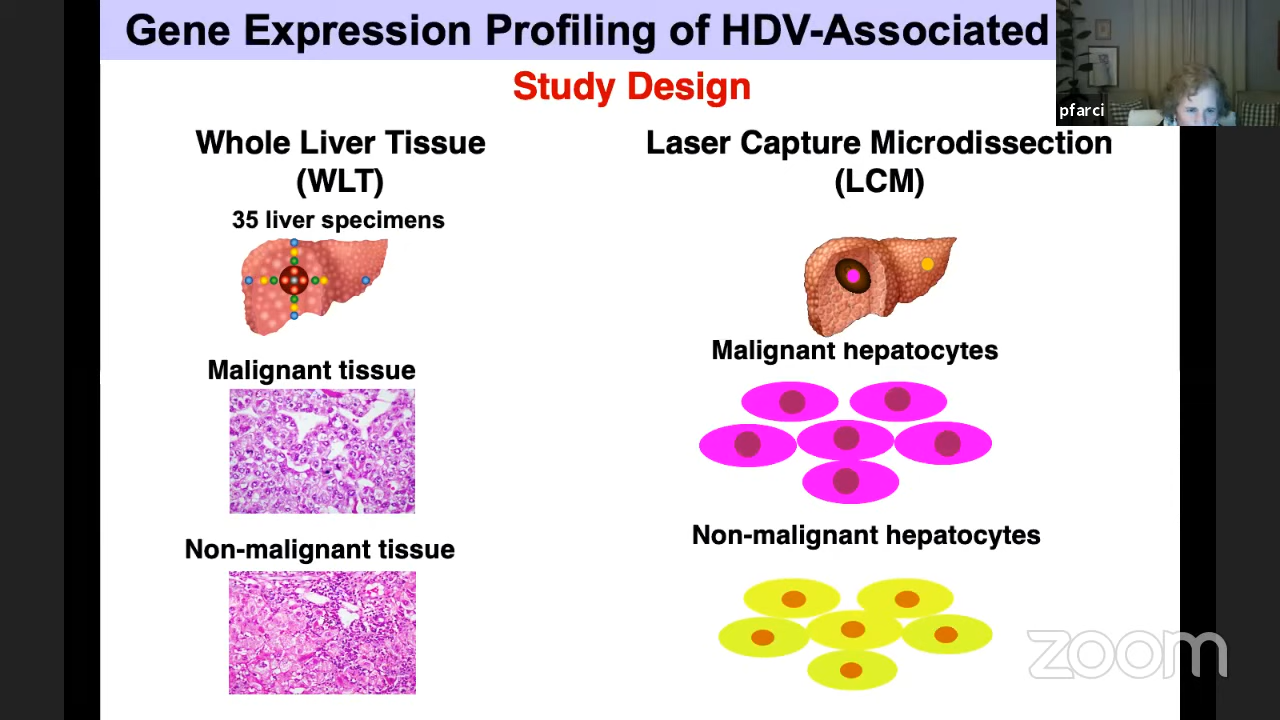 Gene Expression Profiling of HDV-Associated
Study Design
pfarci
Whole Liver Tissue
(WLT)
35 liver specimens
Malignant tissue
Non-malignant tissue
Laser Capture Microdissection
(LCM)
Malignant hepatocytes
Non-malignant hepatocytes
zoom